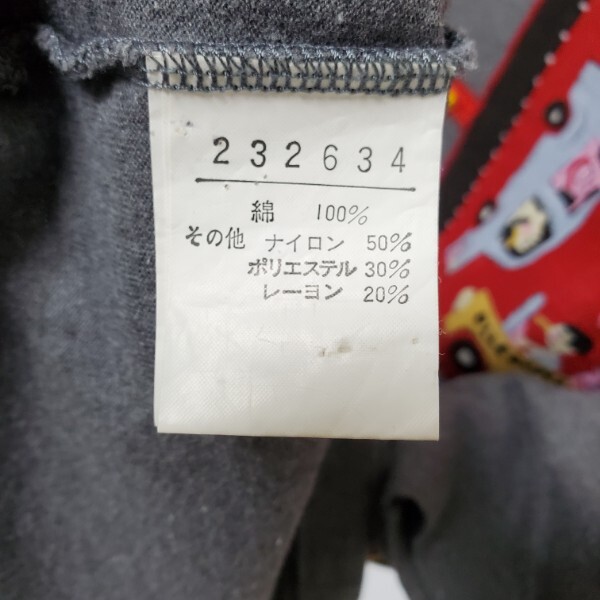 232634
綿 100%
その他 ナイロン 50%
ポリエステル 30%
レーヨン 20%